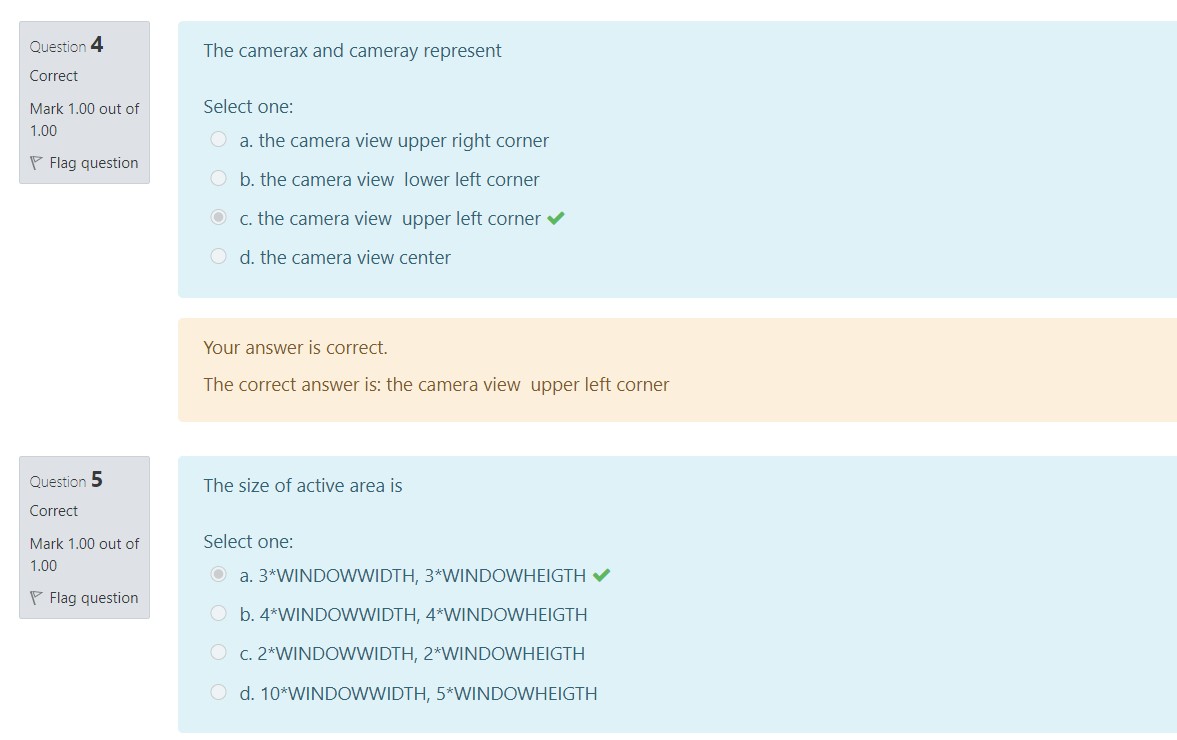 Question 4
Correct
Mark 1.00 out of
1.00
Flag question
The camerax and cameray represent
Select one:
a. the camera view upper right corner
b. the camera view  lower left corner
c. the camera view  upper left corner
d. the camera view center
Your answer is correct.
The correct answer is: the camera view  upper left corner
Question 5
Correct
Mark 1.00 out of
1.00
Flag question
The size of active area is
Select one:
a. 3*WINDOWWIDTH, 3*WINDOWHEIGTH
b. 4*WINDOWWIDTH, 4*WINDOWHEIGTH
c. 2*WINDOWWIDTH, 2*WINDOWHEIGTH
d. 10*WINDOWWIDTH, 5*WINDOWHEIGTH